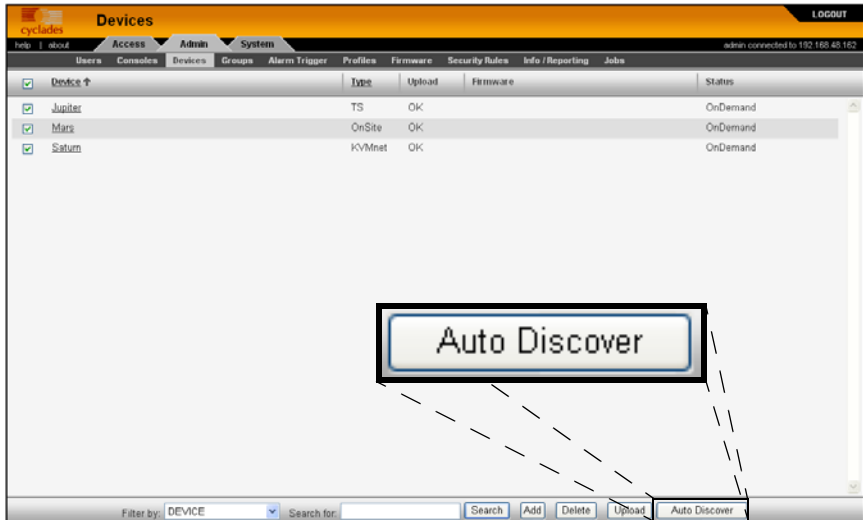 Devices
LOGOUT
cyclades
help | about
Access Admin System
admin connected to 192.168.48.162
Users Consoles Devices Groups Alarm Trigger Profiles Firmware Security Rules Info / Reporting Jobs
Device ↑ Type Upload Firmware Status
Jupiter TS OK OnDemand
Mars OnSite OK OnDemand
Saturn KVMnet OK OnDemand
Auto Discover
Filter by: DEVICE Search for: Search Add Delete Upload Auto Discover